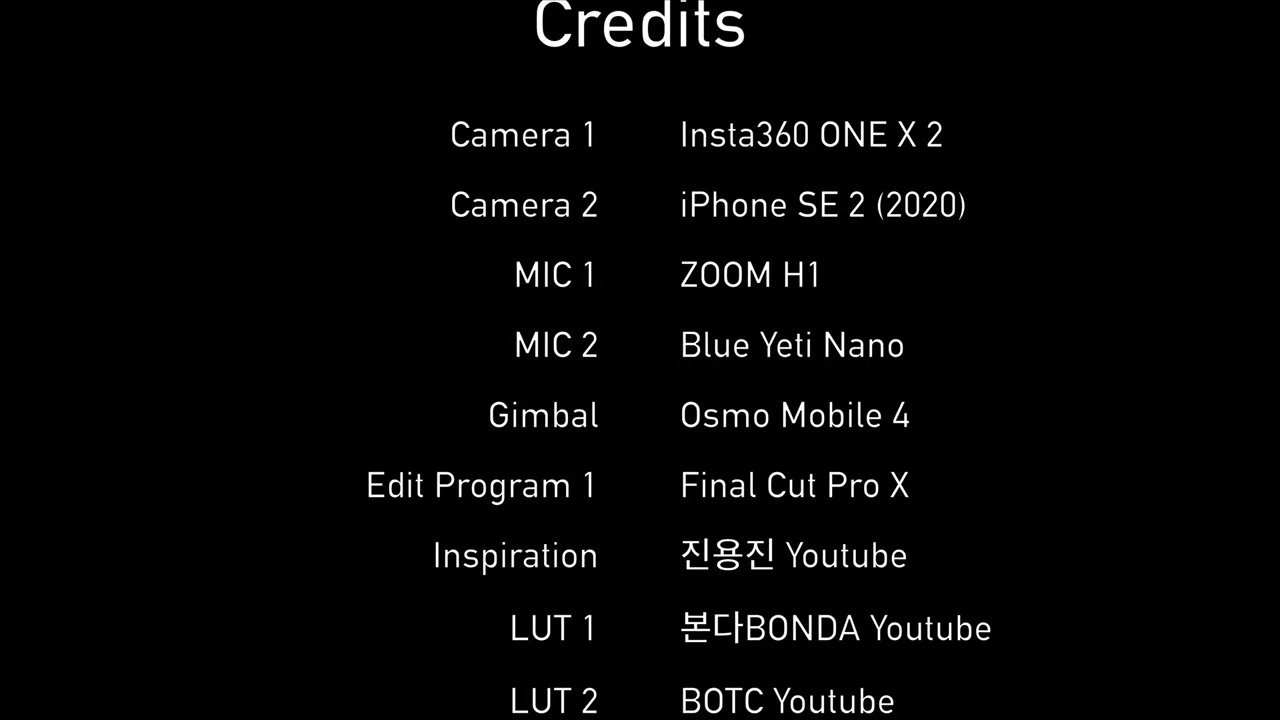 Credits
Camera 1 Insta360 ONE X 2
Camera 2 iPhone SE 2 (2020)
MIC 1 ZOOM H1
MIC 2 Blue Yeti Nano
Gimbal Osmo Mobile 4
Edit Program 1 Final Cut Pro X
Inspiration 진용진 Youtube
LUT 1 본다BONDA Youtube
LUT 2 BOTC Youtube